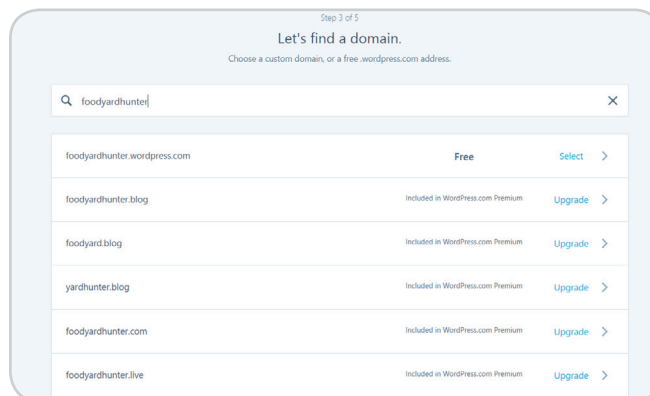 Step 3 of 5
Let's find a domain.
Choose a custom domain, or a free .wordpress.com address.
foodyardhunter
foodyardhunter.wordpress.com Free Select
foodyardhunter.blog Included in WordPress.com Premium Upgrade
foodyard.blog Included in WordPress.com Premium Upgrade
yardhunter.blog Included in WordPress.com Premium Upgrade
foodyardhunter.com Included in WordPress.com Premium Upgrade
foodyardhunter.live Included in WordPress.com Premium Upgrade